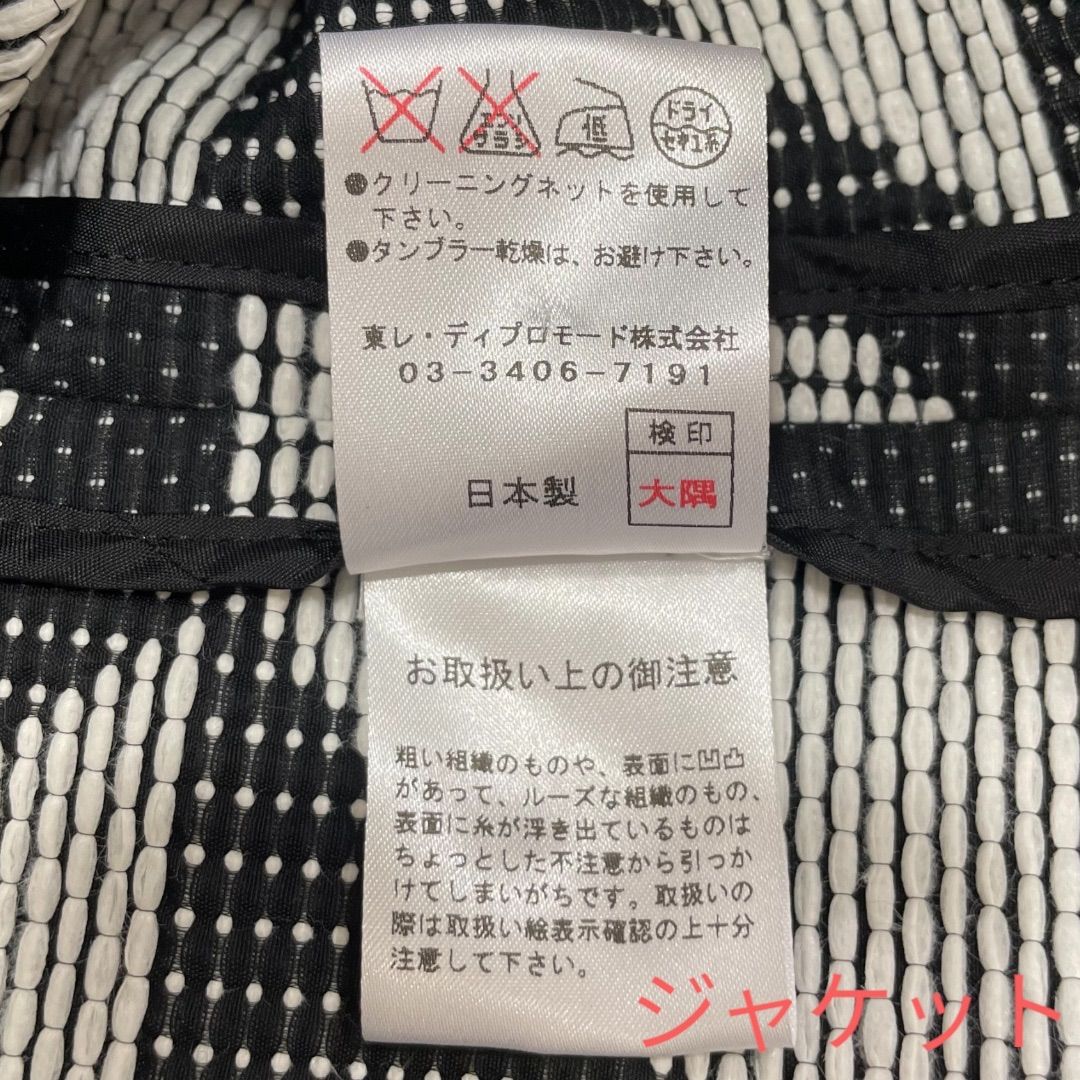 エンソ
サラシ
低
ドライ
セキユ系
●クリーニングネットを使用して
下さい。
●タンブラー乾燥は、お避け下さい。
東レ・ディプロモード株式会社
03-3406-7191
検印
日本製
大隅
お取扱い上の御注意
粗い組織のものや、表面に凹凸
があって、ルーズな組織のもの、
表面に糸が浮き出ているものは
ちょっとした不注意から引っか
けてしまいがちです。取扱いの
際は取扱い絵表示確認の上十分
注意して下さい。
ジャケット